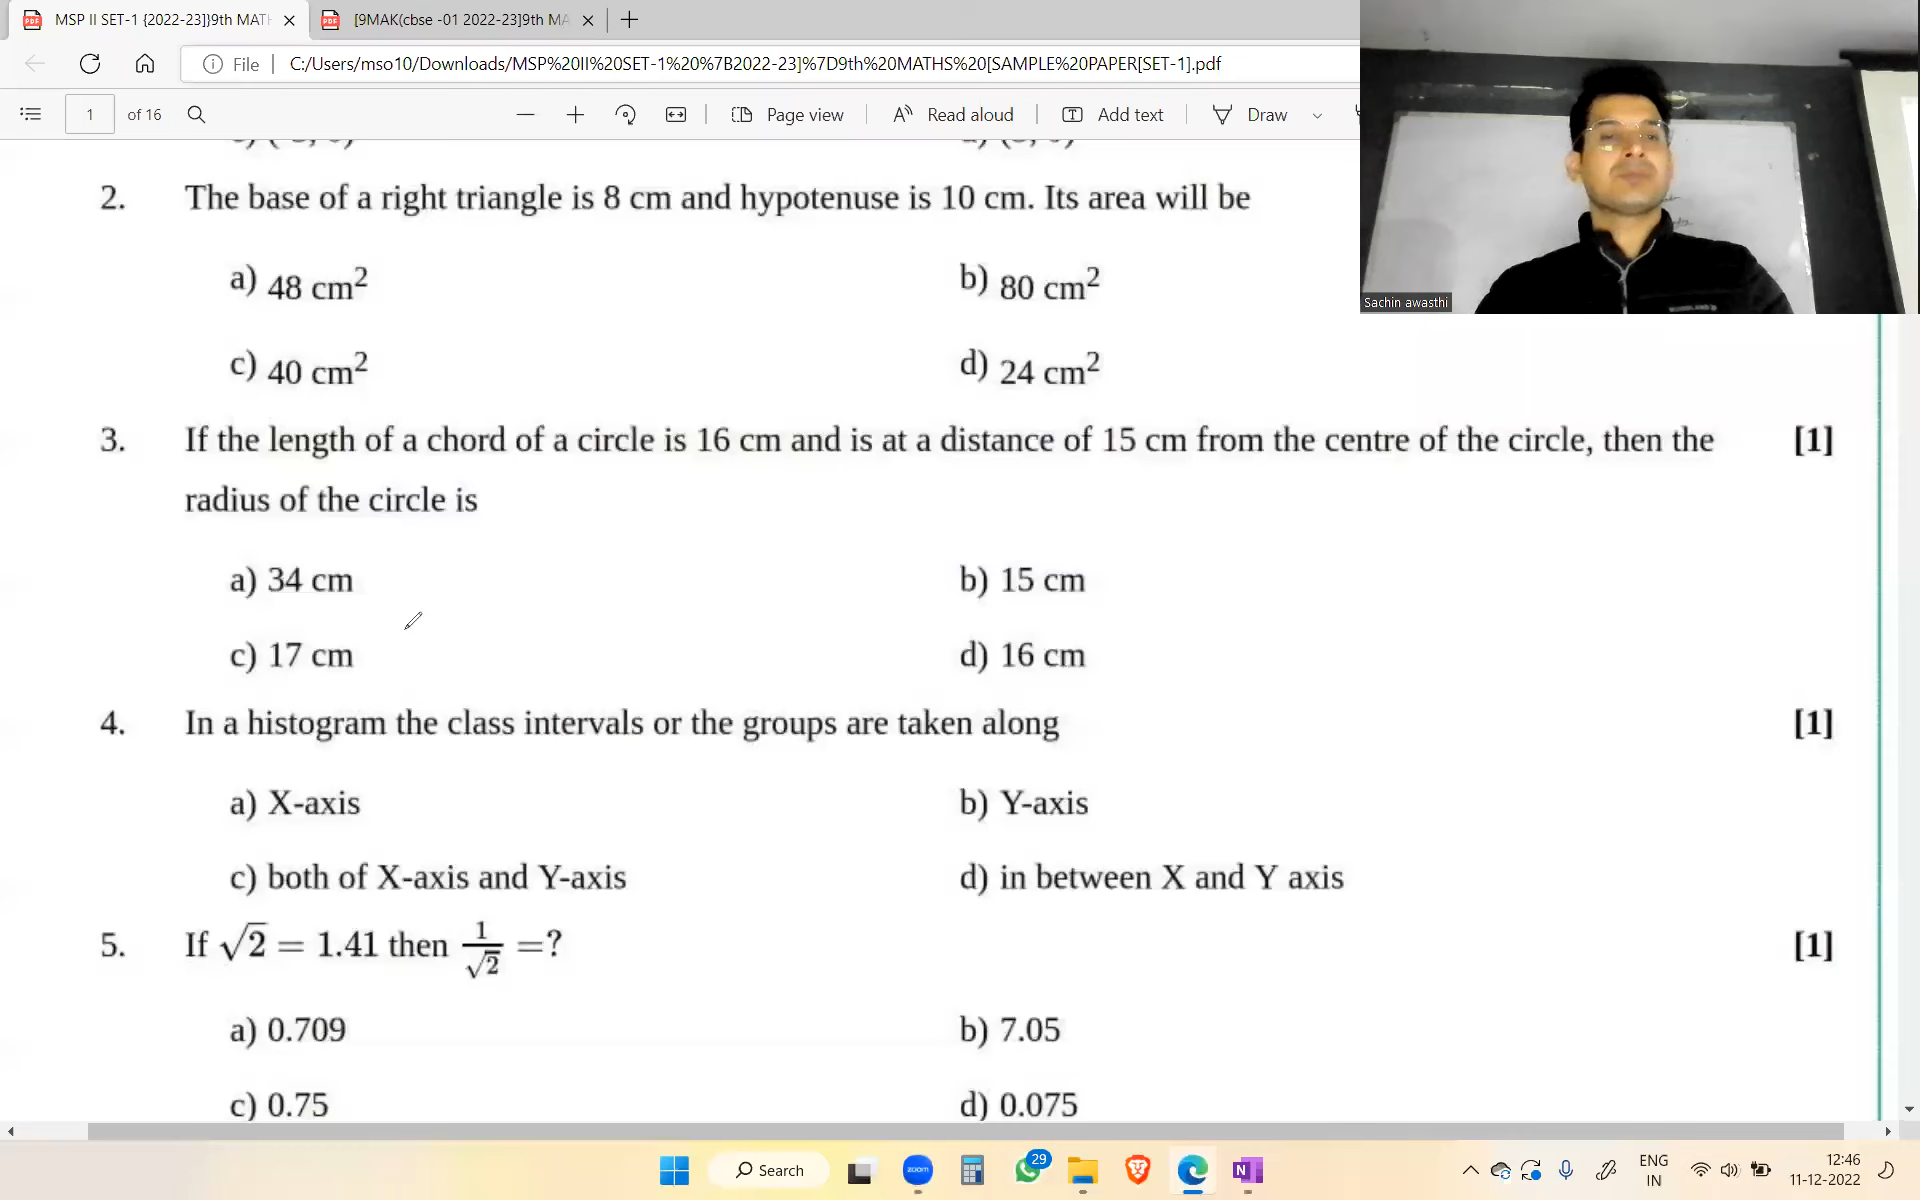 MSP II SET-1 {2022-23]}9th MATH
[9MAK(cbse -01 2022-23]9th MA
File
C:/Users/mso10/Downloads/MSP%20II%20SET-1%20%7B2022-23]%7D9th%20MATHS%20[SAMPLE%20PAPER[SET-1].pdf
1 of 16
Page view
Read aloud
Add text
Draw
2. The base of a right triangle is 8 cm and hypotenuse is 10 cm. Its area will be
a) 48 cm² b) 80 cm²
c) 40 cm² d) 24 cm²
Sachin awasthi
3. If the length of a chord of a circle is 16 cm and is at a distance of 15 cm from the centre of the circle, then the [1]
radius of the circle is
a) 34 cm b) 15 cm
c) 17 cm d) 16 cm
4. In a histogram the class intervals or the groups are taken along [1]
a) X-axis b) Y-axis
c) both of X-axis and Y-axis d) in between X and Y axis
5. If √2 = 1.41 then 1/√2 =? [1]
a) 0.709 b) 7.05
c) 0.75 d) 0.075
Search
zoom
29
N
ENG
IN
12:46
11-12-2022